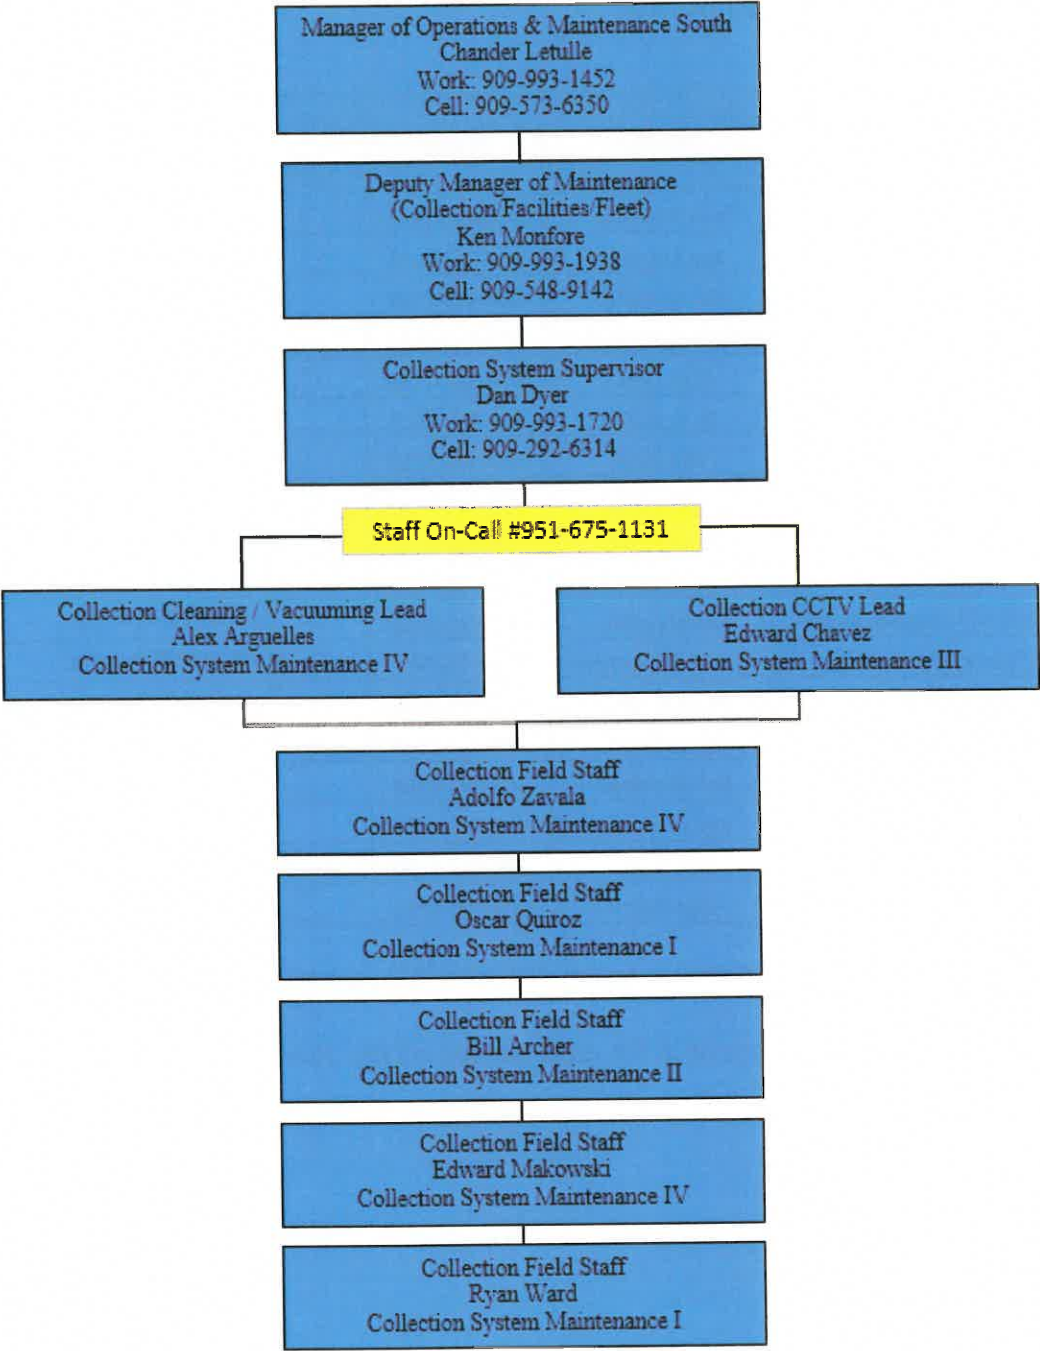 Manager of Operations & Maintenance South
Chander Letulle
Work: 909-993-1452
Cell: 909-573-6350
Deputy Manager of Maintenance
(Collection/Facilities/Fleet)
Ken Monfore
Work: 909-993-1938
Cell: 909-548-9142
Collection System Supervisor
Dan Dyer
Work: 909-993-1720
Cell: 909-292-6314
Staff On-Call #951-675-1131
Collection Cleaning / Vacuuming Lead
Alex Arguelles
Collection System Maintenance IV
Collection CCTV Lead
Edward Chavez
Collection System Maintenance III
Collection Field Staff
Adolfo Zavala
Collection System Maintenance IV
Collection Field Staff
Oscar Quiroz
Collection System Maintenance I
Collection Field Staff
Bill Archer
Collection System Maintenance II
Collection Field Staff
Edward Makowski
Collection System Maintenance IV
Collection Field Staff
Ryan Ward
Collection System Maintenance I